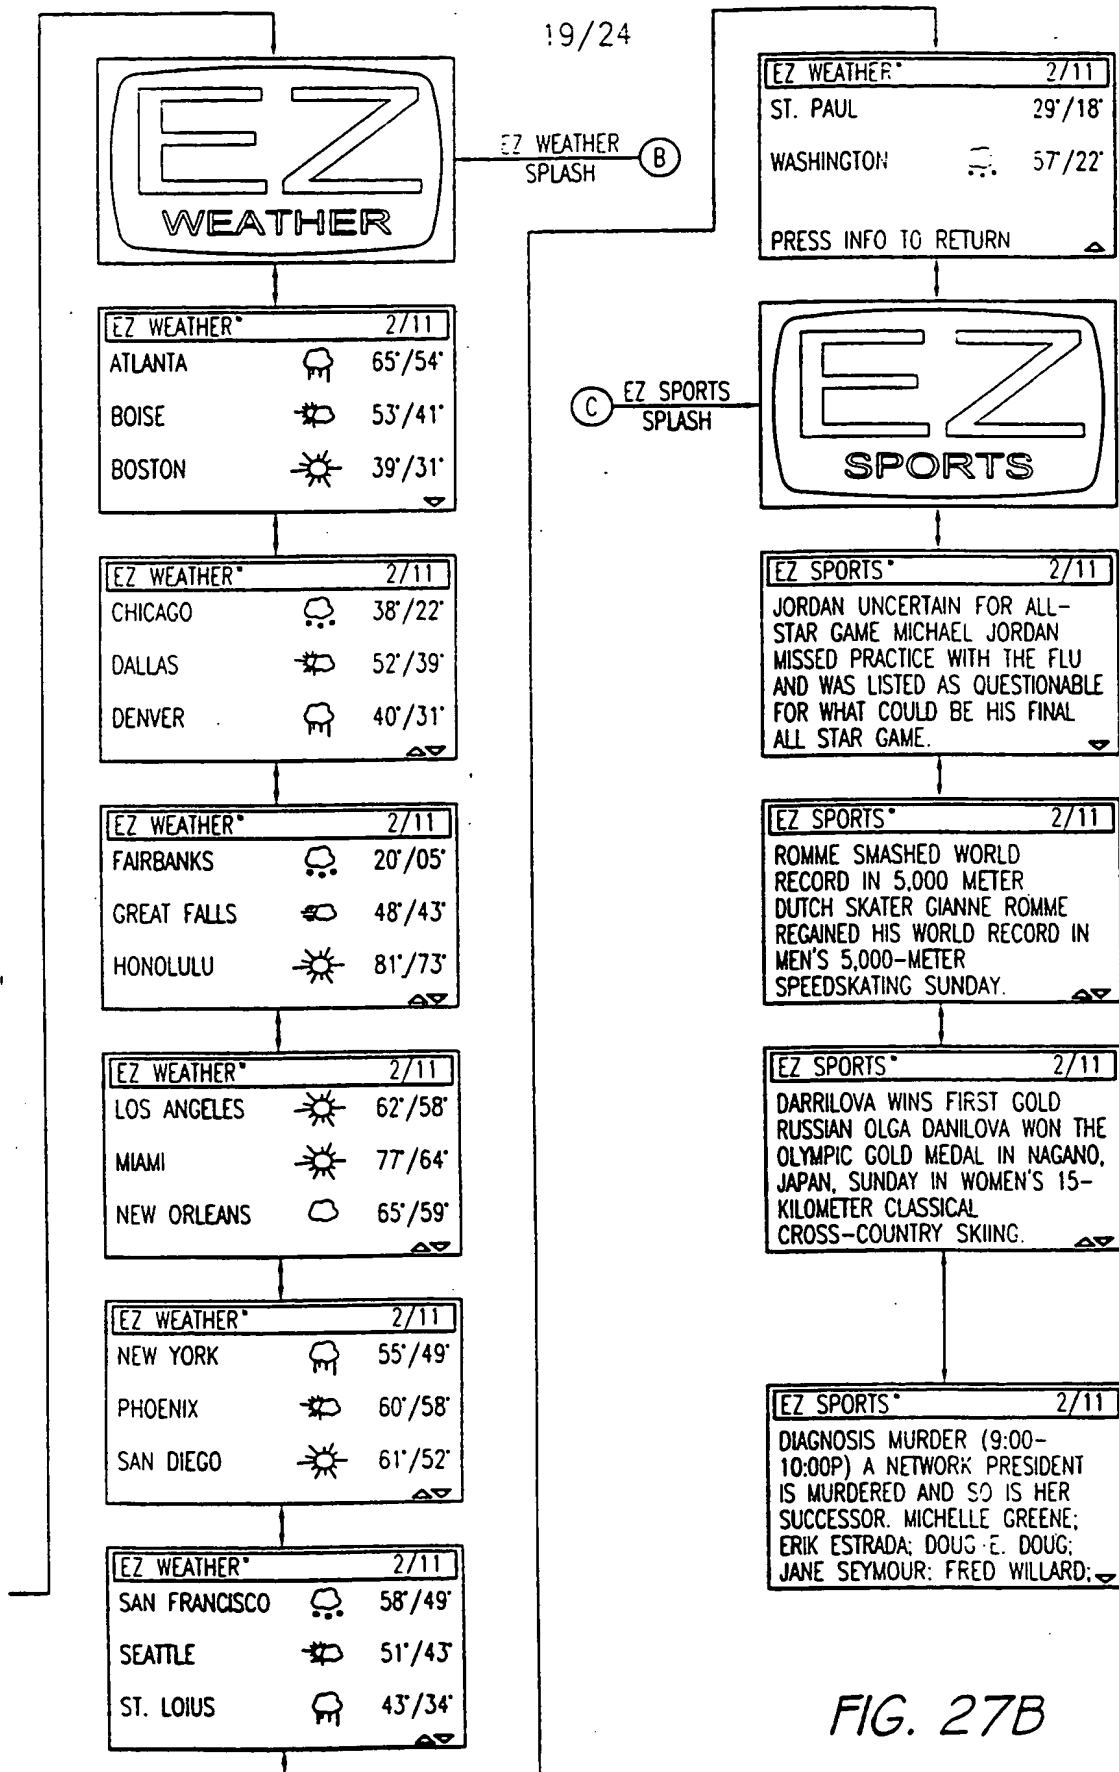 19/24
EZ
WEATHER
EZ WEATHER
SPLASH
B
EZ WEATHER° 2/11
ATLANTA 65°/54°
BOISE 53°/41°
BOSTON 39°/31°
EZ WEATHER° 2/11
CHICAGO 38°/22°
DALLAS 52°/39°
DENVER 40°/31°
EZ WEATHER° 2/11
FAIRBANKS 20°/05°
GREAT FALLS 48°/43°
HONOLULU 81°/73°
EZ WEATHER° 2/11
LOS ANGELES 62°/58°
MIAMI 77°/64°
NEW ORLEANS 65°/59°
EZ WEATHER° 2/11
NEW YORK 55°/49°
PHOENIX 60°/58°
SAN DIEGO 61°/52°
EZ WEATHER° 2/11
SAN FRANCISCO 58°/49°
SEATTLE 51°/43°
ST. LOIUS 43°/34°
EZ WEATHER° 2/11
ST. PAUL 29°/18°
WASHINGTON 57°/22°
PRESS INFO TO RETURN
C
EZ SPORTS
SPLASH
EZ
SPORTS
EZ SPORTS° 2/11
JORDAN UNCERTAIN FOR ALL-
STAR GAME MICHAEL JORDAN
MISSED PRACTICE WITH THE FLU
AND WAS LISTED AS QUESTIONABLE
FOR WHAT COULD BE HIS FINAL
ALL STAR GAME.
EZ SPORTS° 2/11
ROMME SMASHED WORLD
RECORD IN 5,000 METER
DUTCH SKATER GIANNE ROMME
REGAINED HIS WORLD RECORD IN
MEN'S 5,000-METER
SPEEDSKATING SUNDAY.
EZ SPORTS° 2/11
DARRILOVA WINS FIRST GOLD
RUSSIAN OLGA DANILOVA WON THE
OLYMPIC GOLD MEDAL IN NAGANO,
JAPAN, SUNDAY IN WOMEN'S 15-
KILOMETER CLASSICAL
CROSS-COUNTRY SKIING.
EZ SPORTS° 2/11
DIAGNOSIS MURDER (9:00-
10:00P) A NETWORK PRESIDENT
IS MURDERED AND SO IS HER
SUCCESSOR. MICHELLE GREENE;
ERIK ESTRADA; DOUG E. DOUG;
JANE SEYMOUR; FRED WILLARD;
FIG. 27B